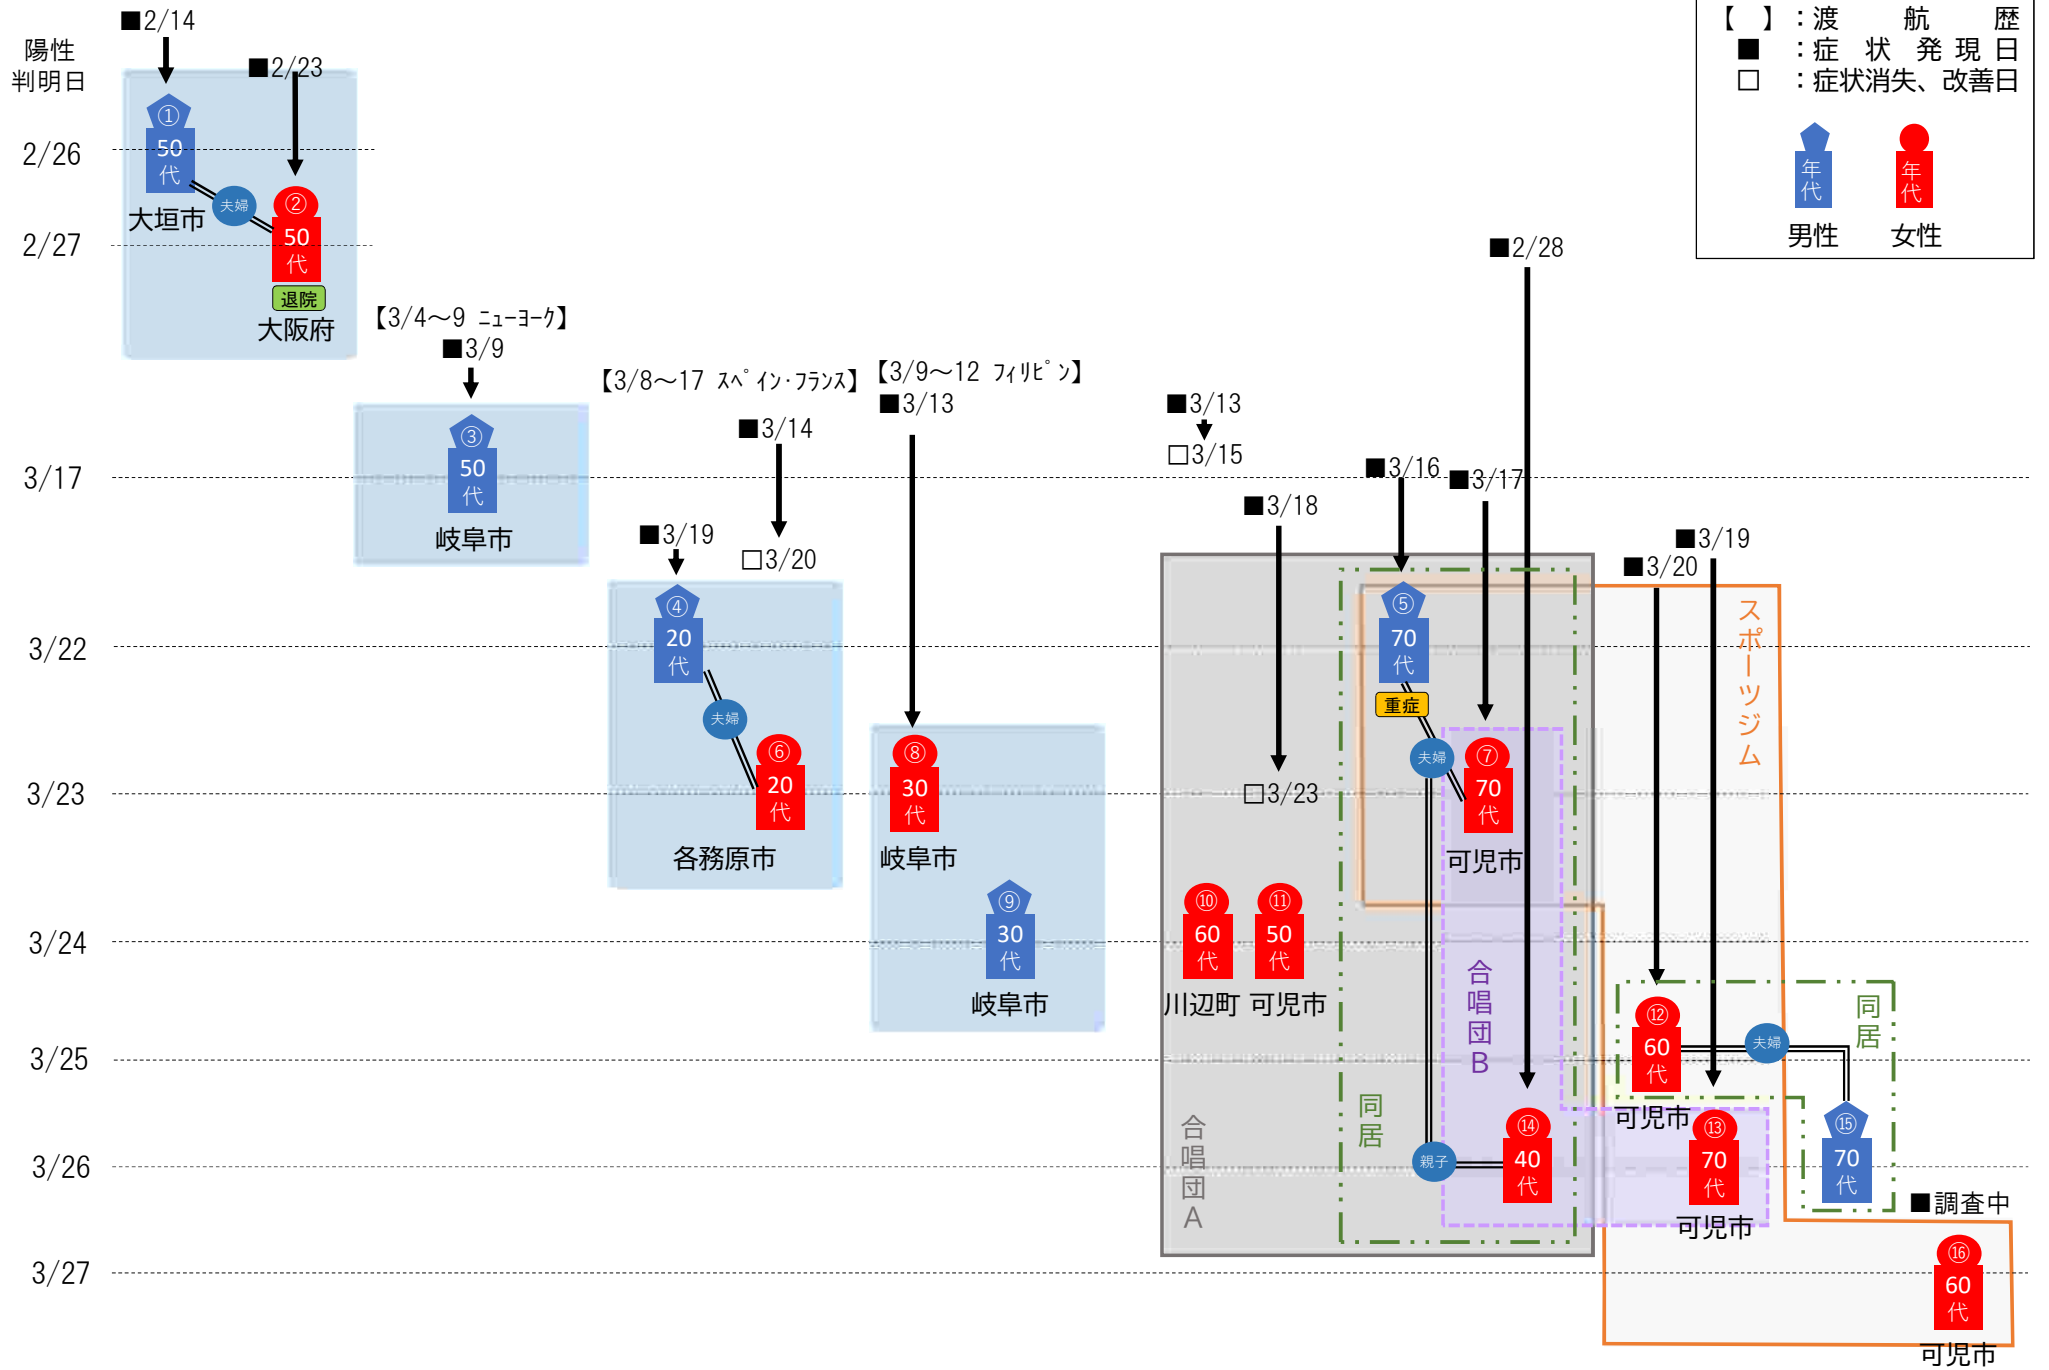 【　】：渡航歴
■：症状発現日
□：症状消失、改善日
年代
男性
年代
女性
陽性
判明日
■2/14
■2/23
①
50
代
大垣市
夫婦
②
50
代
退院
大阪府
2/26
2/27
【3/4～9 ﾆｭｰﾖｰｸ】
■3/9
③
50
代
岐阜市
3/17
【3/8～17 ｽﾍﾟｲﾝ･ﾌﾗﾝｽ】
■3/14
□3/20
■3/19
④
20
代
夫婦
⑥
20
代
各務原市
【3/9～12 ﾌｨﾘﾋﾟﾝ】
■3/13
⑧
30
代
岐阜市
⑨
30
代
岐阜市
3/22
3/23
3/24
3/25
3/26
3/27
■3/13
□3/15
■3/18
□3/23
⑩
60
代
川辺町
⑪
50
代
可児市
合唱団A
■3/16
⑤
70
代
重症
夫婦
■3/17
⑦
70
代
可児市
■2/28
合唱団B
同居
親子
⑭
40
代
スポーツジム
■3/20
■3/19
⑫
60
代
可児市
夫婦
同居
⑬
70
代
可児市
⑮
70
代
■調査中
⑯
60
代
可児市